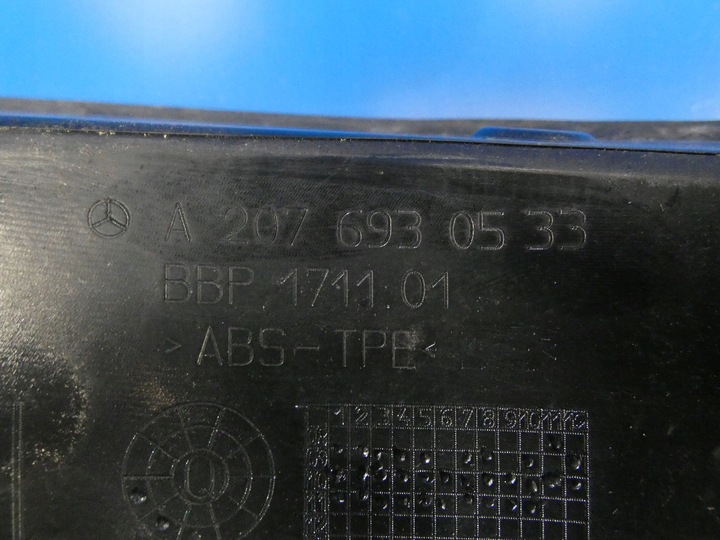 A 207 693 05 33
BBP 1711 01
>ABS-TPE<
1 2 3 4 5 6 7 8 9 10 11 12